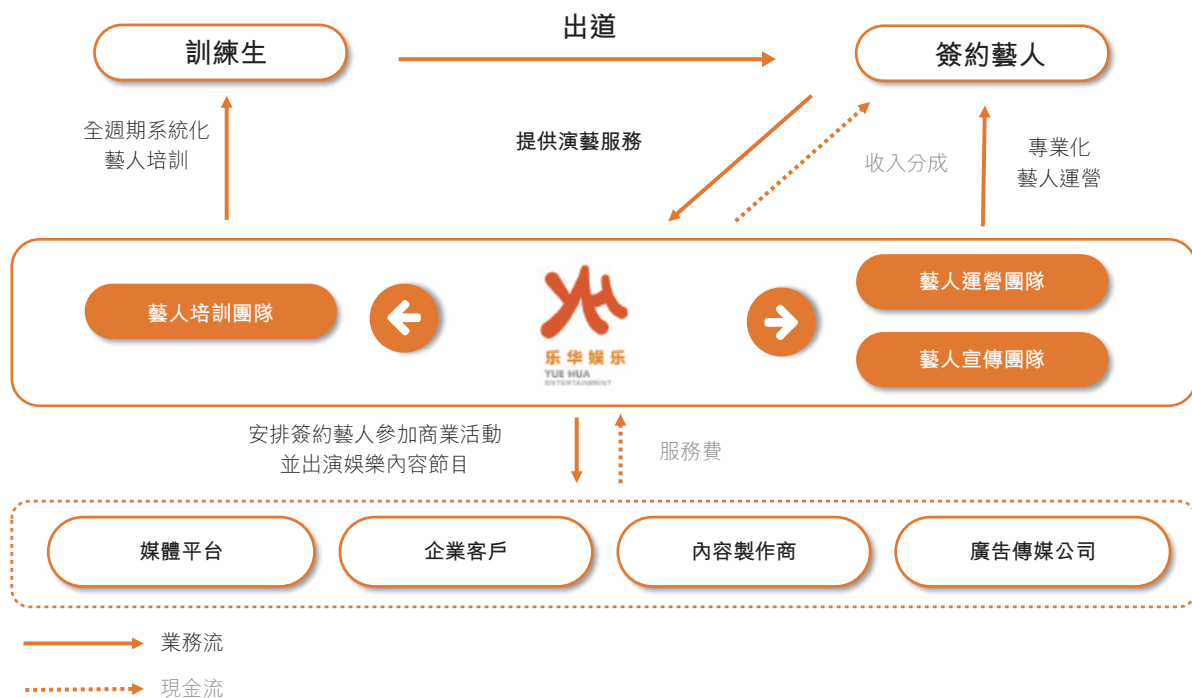 出道
訓練生
簽約藝人
全週期系統化
藝人培訓
提供演藝服務
收入分成
專業化
藝人運營
藝人培訓團隊
乐华娱乐
YUE HUA
ENTERTAINMENT
藝人運營團隊
藝人宣傳團隊
安排簽約藝人參加商業活動
並出演娛樂內容節目
服務費
媒體平台
企業客戶
內容製作商
廣告傳媒公司
業務流
現金流